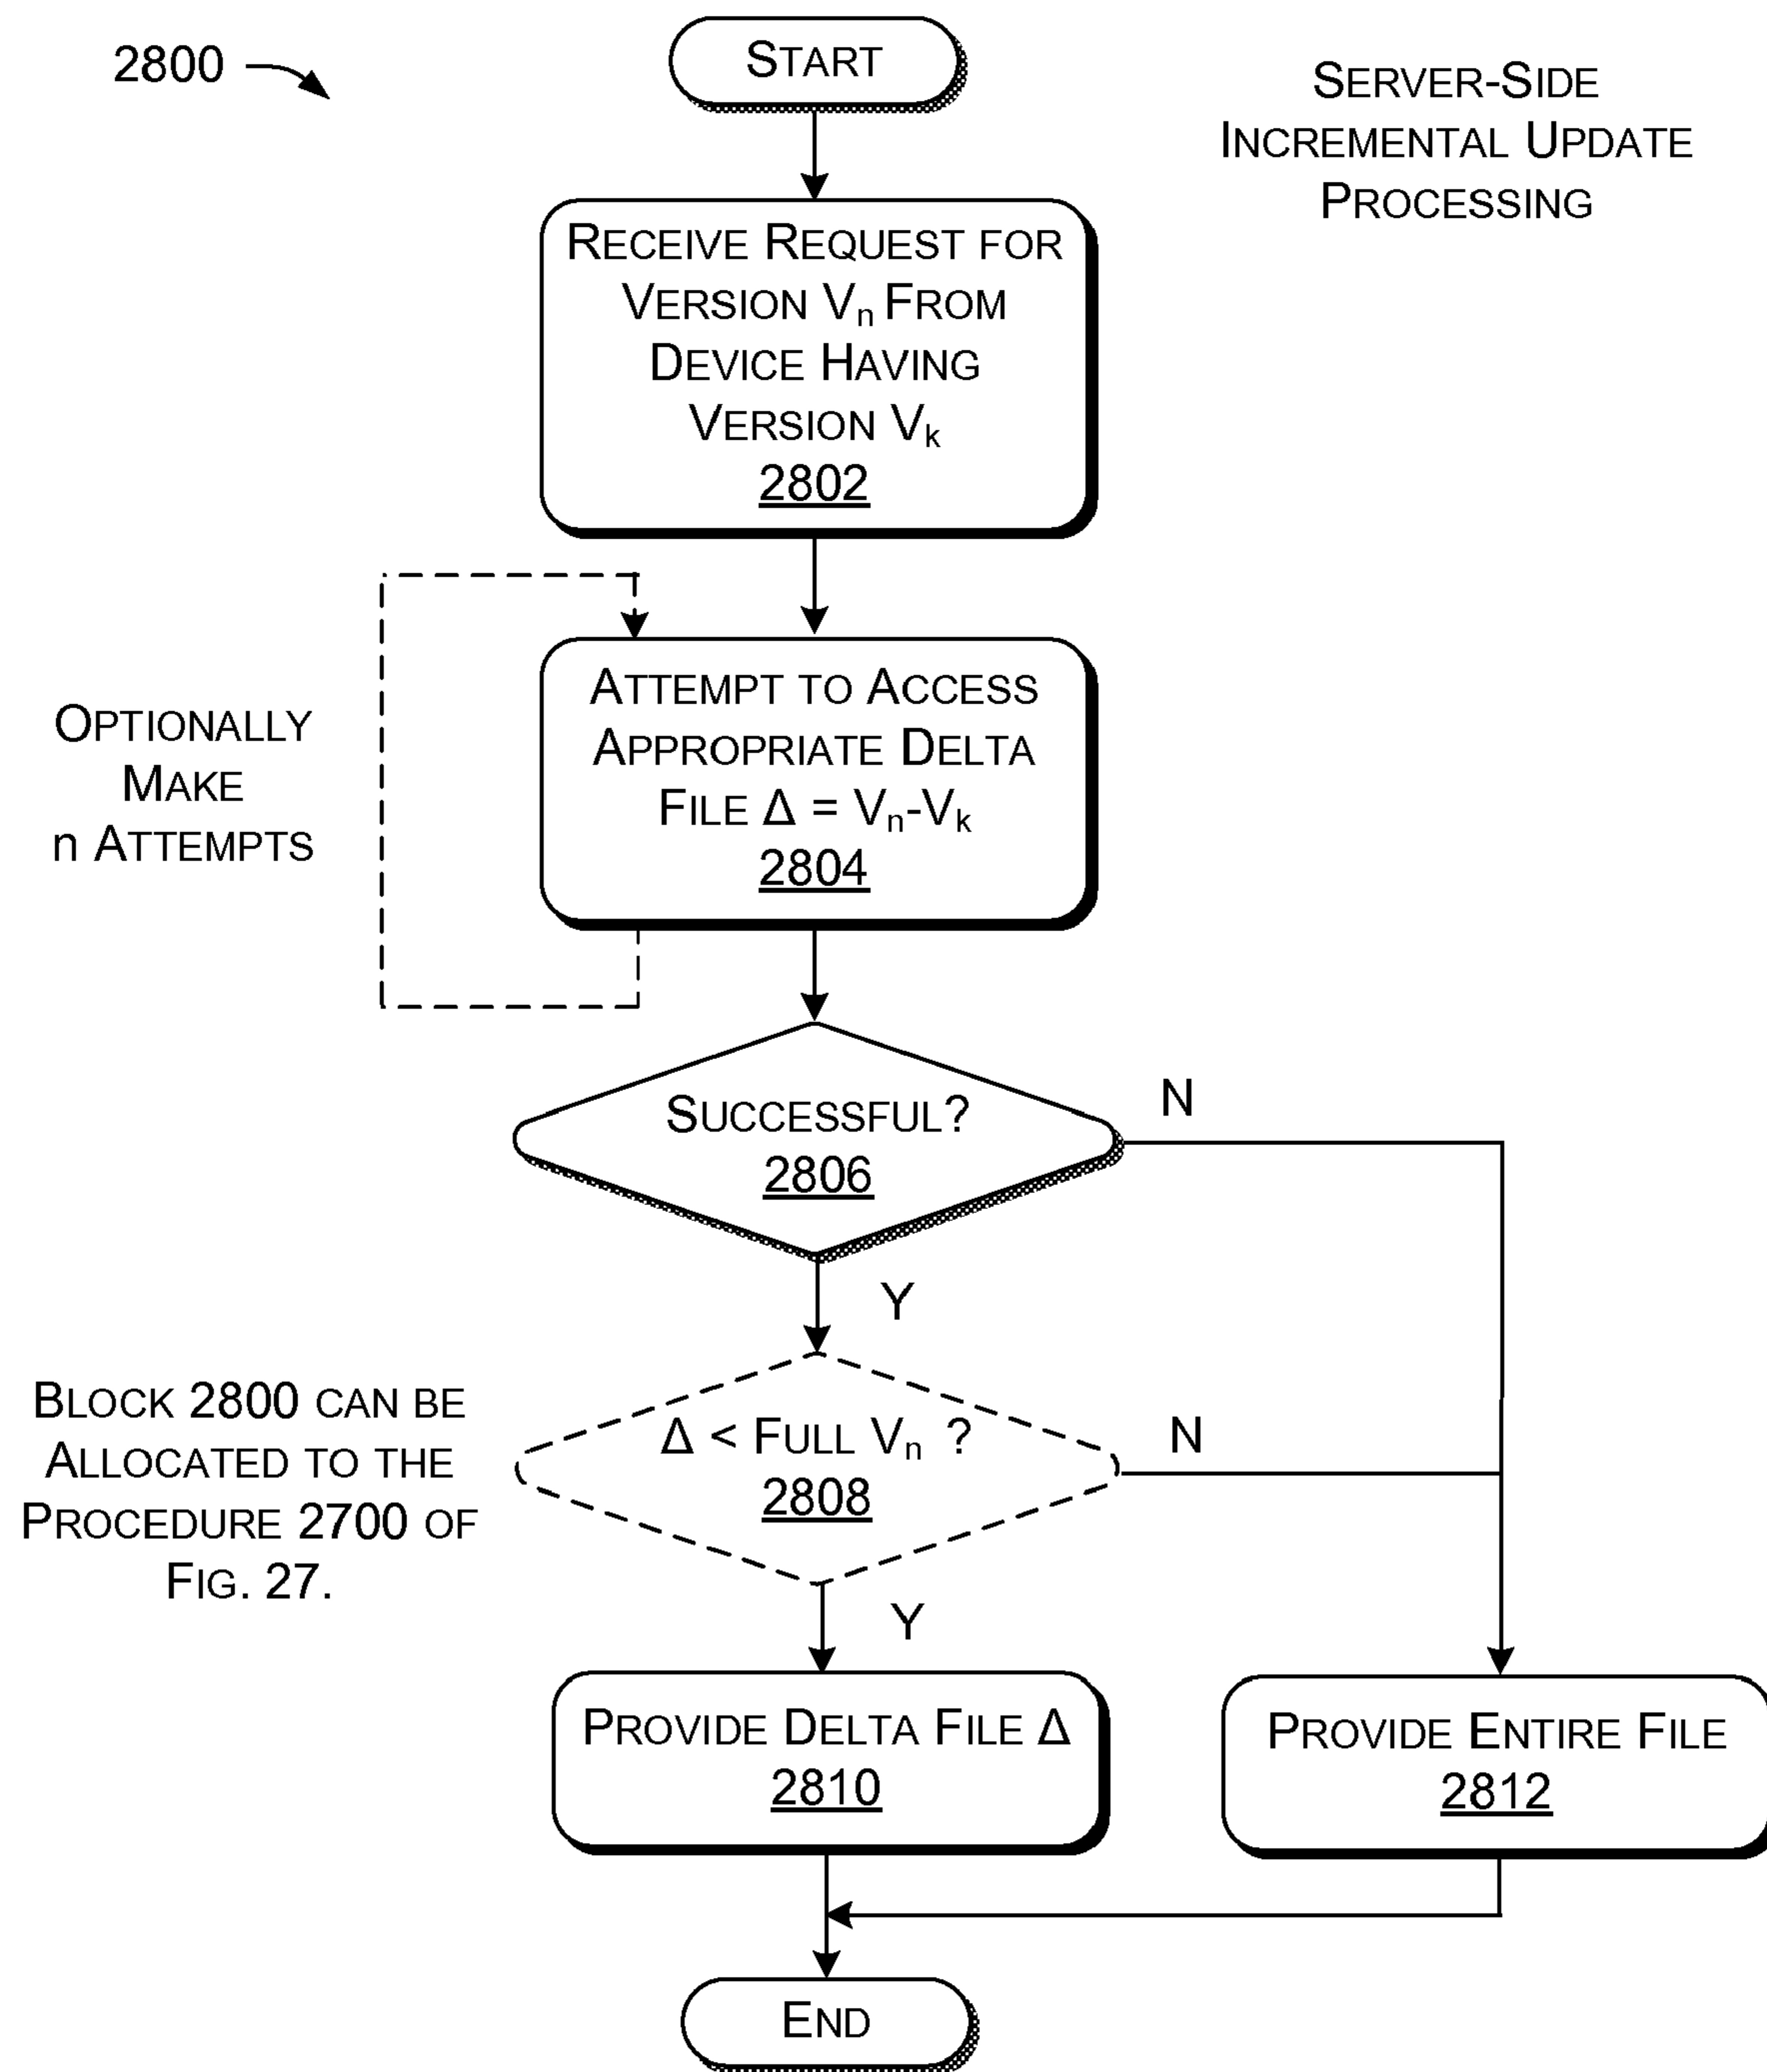 2800
START
SERVER-SIDE
INCREMENTAL UPDATE
PROCESSING
RECEIVE REQUEST FOR
VERSION Vn FROM
DEVICE HAVING
VERSION Vk
2802
OPTIONALLY
MAKE
n ATTEMPTS
ATTEMPT TO ACCESS
APPROPRIATE DELTA
FILE Δ = Vn-Vk
2804
SUCCESSFUL?
2806
N
Y
BLOCK 2800 CAN BE
ALLOCATED TO THE
PROCEDURE 2700 OF
FIG. 27.
Δ < FULL Vn ?
2808
N
Y
PROVIDE DELTA FILE Δ
2810
PROVIDE ENTIRE FILE
2812
END